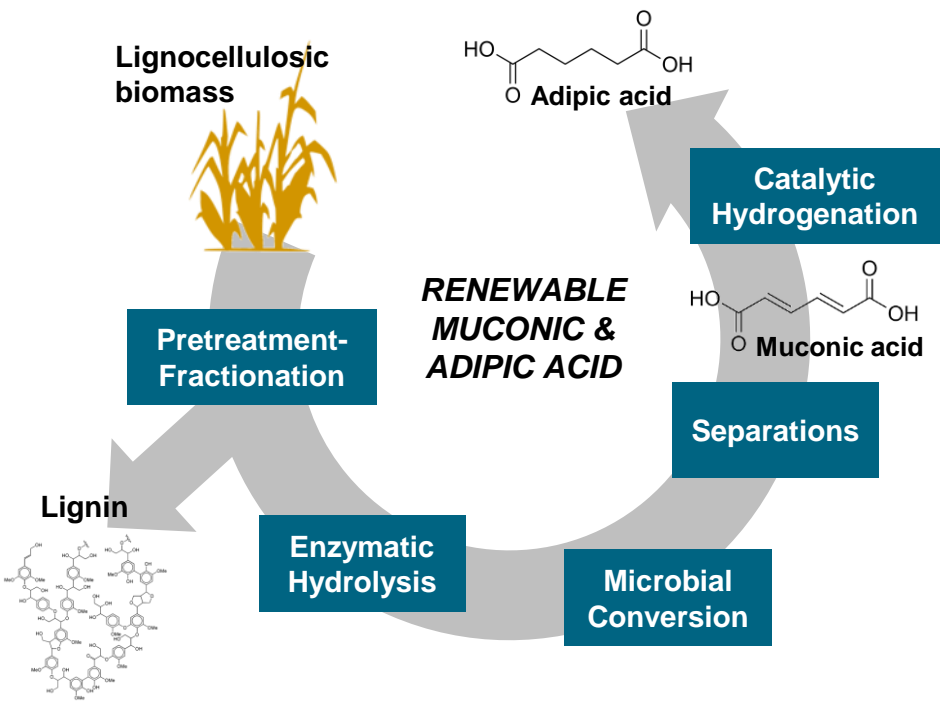 Lignocellulosic
biomass
HO
O
O
OH
Adipic acid
Catalytic
Hydrogenation
RENEWABLE
MUCONIC &
ADIPIC ACID
HO
O
O
OH
Muconic acid
Pretreatment-
Fractionation
Separations
Lignin
Enzymatic
Hydrolysis
Microbial
Conversion